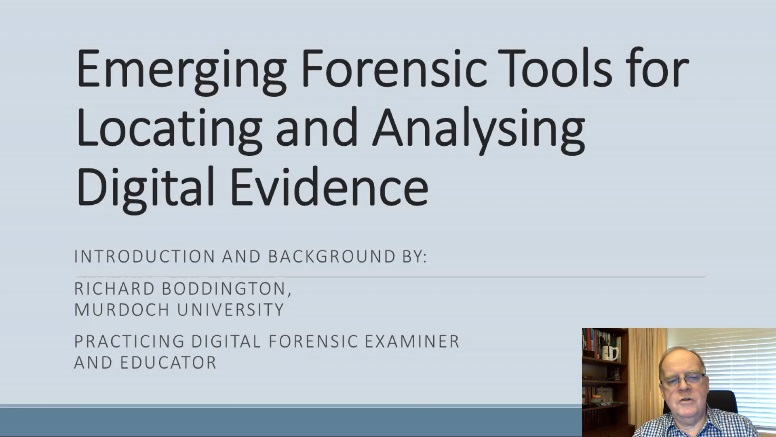 Emerging Forensic Tools for
Locating and Analysing
Digital Evidence
INTRODUCTION AND BACKGROUND BY:
RICHARD BODDINGTON,
MURDOCH UNIVERSITY
PRACTICING DIGITAL FORENSIC EXAMINER
AND EDUCATOR